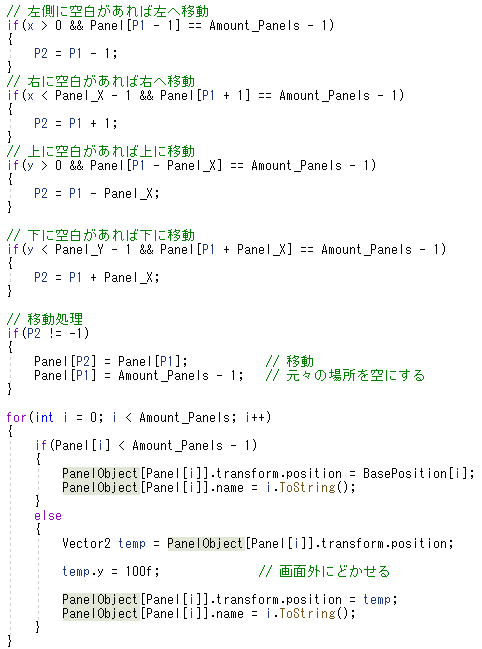 // 左側に空白があれば左へ移動
if(x > 0 && Panel[P1 - 1] == Amount_Panels - 1)
{
    P2 = P1 - 1;
}
// 右に空白があれば右へ移動
if(x < Panel_X - 1 && Panel[P1 + 1] == Amount_Panels - 1)
{
    P2 = P1 + 1;
}
// 上に空白があれば上に移動
if(y > 0 && Panel[P1 - Panel_X] == Amount_Panels - 1)
{
    P2 = P1 - Panel_X;
}

// 下に空白があれば下に移動
if(y < Panel_Y - 1 && Panel[P1 + Panel_X] == Amount_Panels - 1)
{
    P2 = P1 + Panel_X;
}

// 移動処理
if(P2 != -1)
{
    Panel[P2] = Panel[P1];           // 移動
    Panel[P1] = Amount_Panels - 1;   // 元々の場所を空にする
}

for(int i = 0; i < Amount_Panels; i++)
{
    if(Panel[i] < Amount_Panels - 1)
    {
        PanelObject[Panel[i]].transform.position = BasePosition[i];
        PanelObject[Panel[i]].name = i.ToString();
    }
    else
    {
        Vector2 temp = PanelObject[Panel[i]].transform.position;

        temp.y = 100f;              // 画面外にどかせる

        PanelObject[Panel[i]].transform.position = temp;
        PanelObject[Panel[i]].name = i.ToString();
    }
}